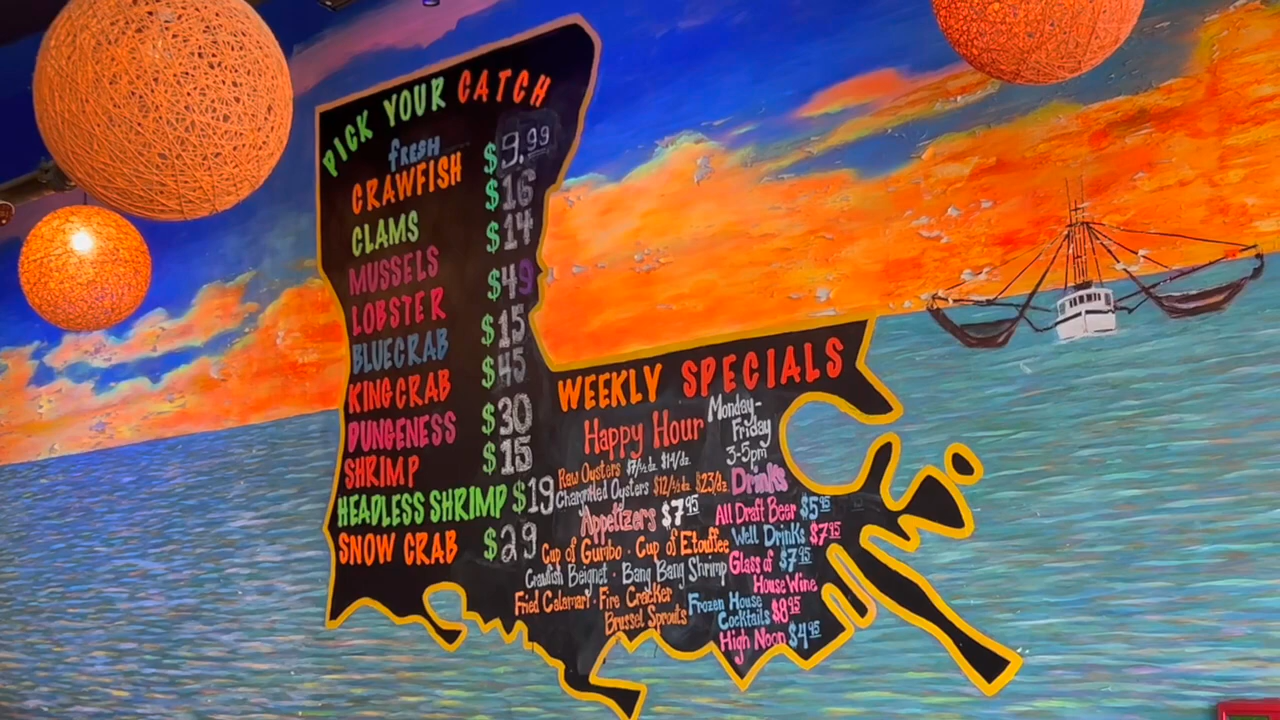 PICK YOUR CATCH
fRESH
CRAWFISH $9.99
CLAMS $16
MUSSELS $14
LOBSTER $49
BLUECRAB $15
KING CRAB $45
DUNGENESS $30
SHRIMP $15
HEADLESS SHRIMP $19
SNOW CRAB $29
WEEKLY SPECIALS
Happy Hour
Monday-
Friday
3-5pm
Raw Oysters $7/½dz $14/dz
Chargrilled Oysters $12/½dz $23/dz
Appetizers $7.95
Cup of Gumbo · Cup of Etouffee
Crawfish Beignet · Bang Bang Shrimp
Fried Calamari · Fire Cracker
Brussel Sprouts
Drinks
All Draft Beer $5.95
Well Drinks $7.95
Glass of $7.95
House Wine
Frozen House
Cocktails $8.95
High Noon $4.95